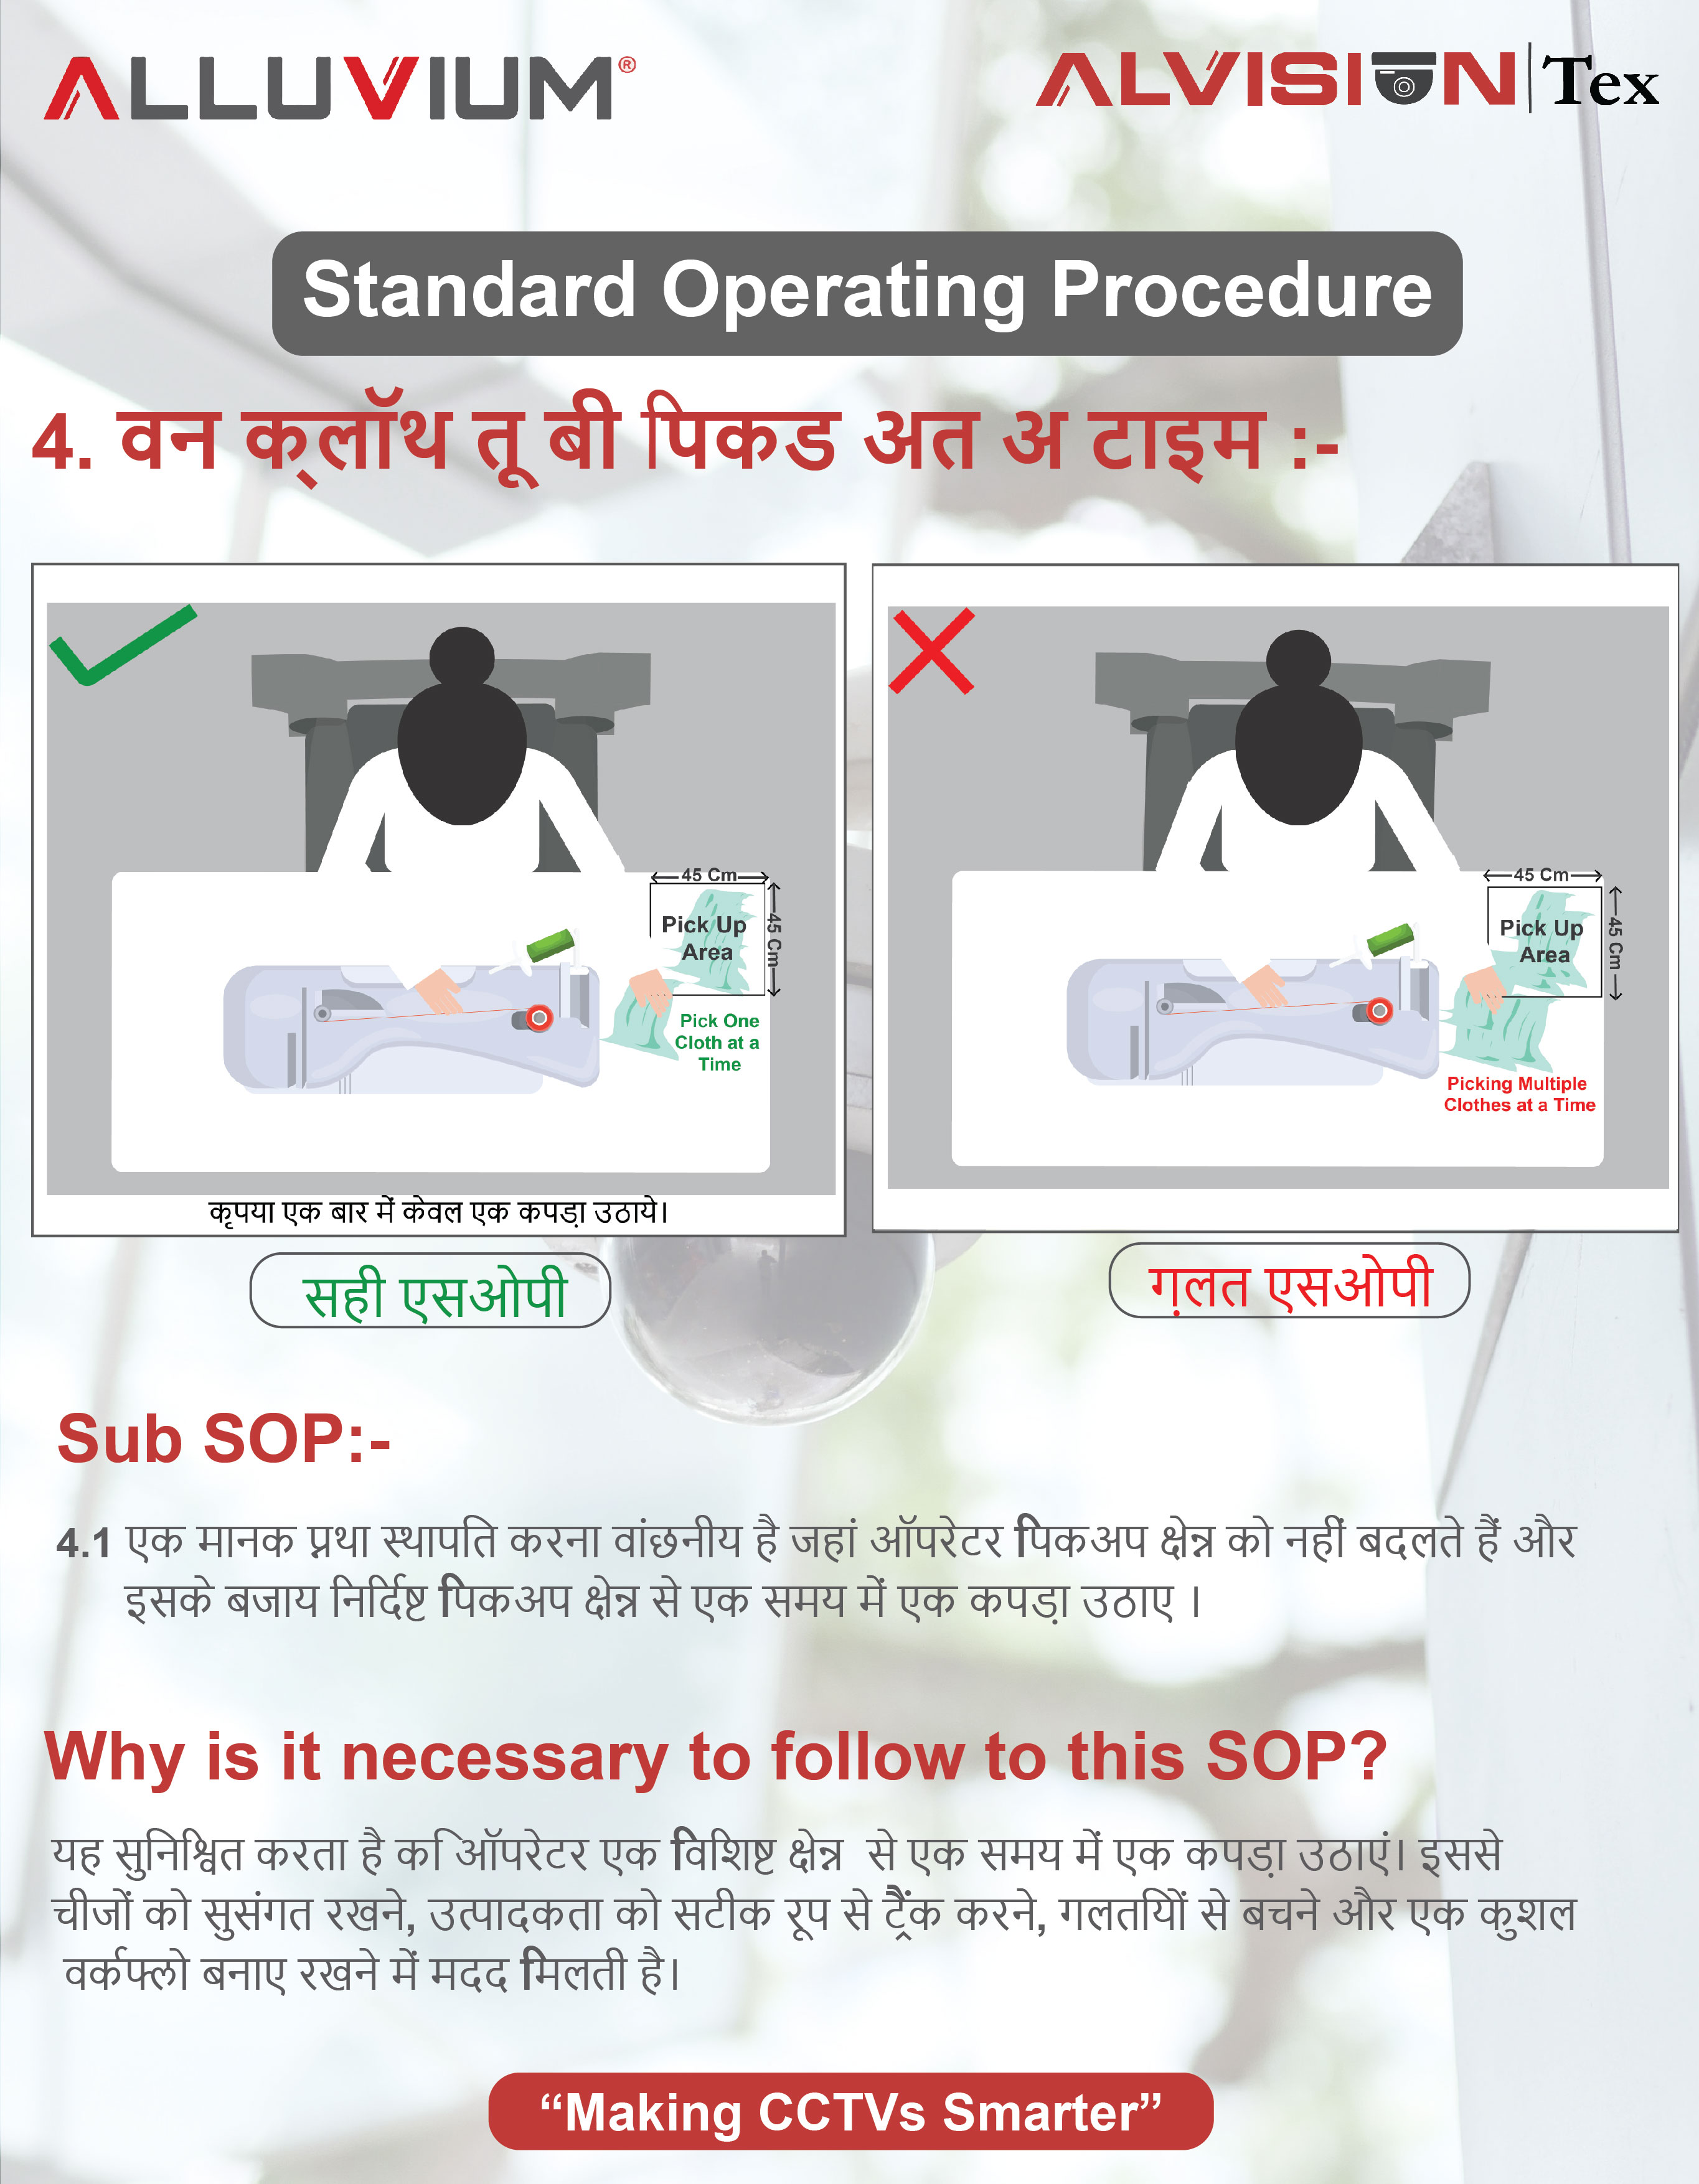 ALLUVIUM®
ALVISION | Tex
Standard Operating Procedure
4. वन क्लॉथ तू बी पिकड अत अ टाइम :-
45 Cm
45 Cm
Pick Up
Area
Pick One
Cloth at a
Time
कृपया एक बार में केवल एक कपड़ा उठाये।
सही एसओपी
45 Cm
45 Cm
Pick Up
Area
Picking Multiple
Clothes at a Time
ग़लत एसओपी
Sub SOP:-
4.1 एक मानक प्रथा स्थापति करना वांछनीय है जहां ऑपरेटर पिकअप क्षेत्र को नहीं बदलते हैं और
इसके बजाय निर्दिष्ट पिकअप क्षेत्र से एक समय में एक कपड़ा उठाए ।
Why is it necessary to follow to this SOP?
यह सुनिश्चित करता है कि ऑपरेटर एक विशिष्ट क्षेत्र से एक समय में एक कपड़ा उठाएं। इससे
चीजों को सुसंगत रखने, उत्पादकता को सटीक रूप से ट्रैक करने, गलतियों से बचने और एक कुशल
वर्कफ्लो बनाए रखने में मदद मिलती है।
“Making CCTVs Smarter”